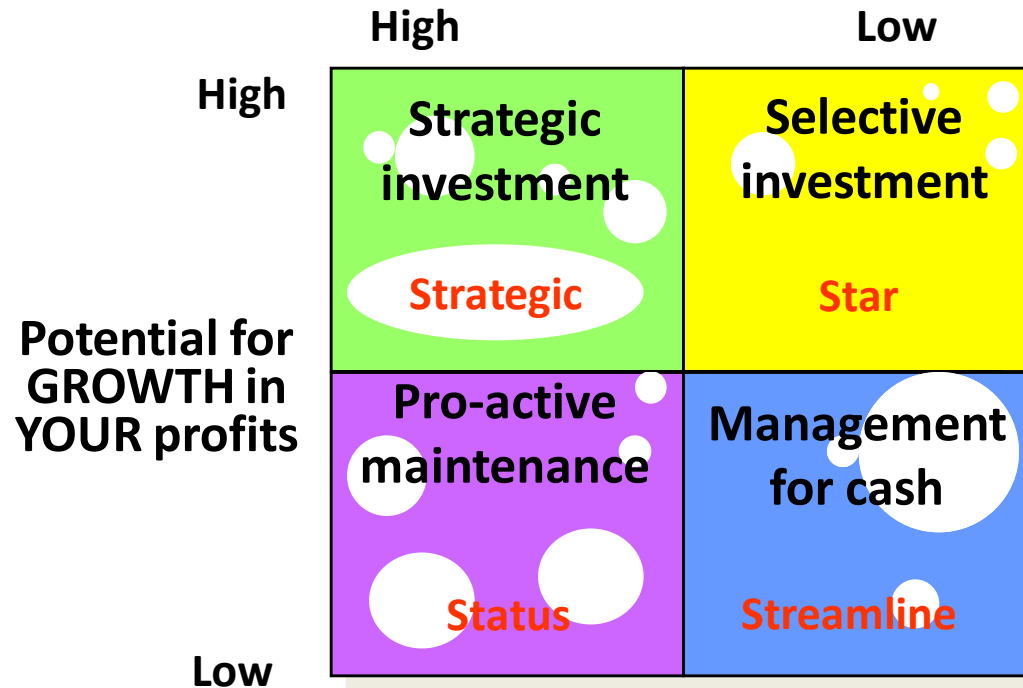 High
Low
High
Strategic
investment
Selective
investment
Strategic
Star
Potential for
GROWTH in
YOUR profits
Pro-active
maintenance
Management
for cash
Status
Streamline
Low